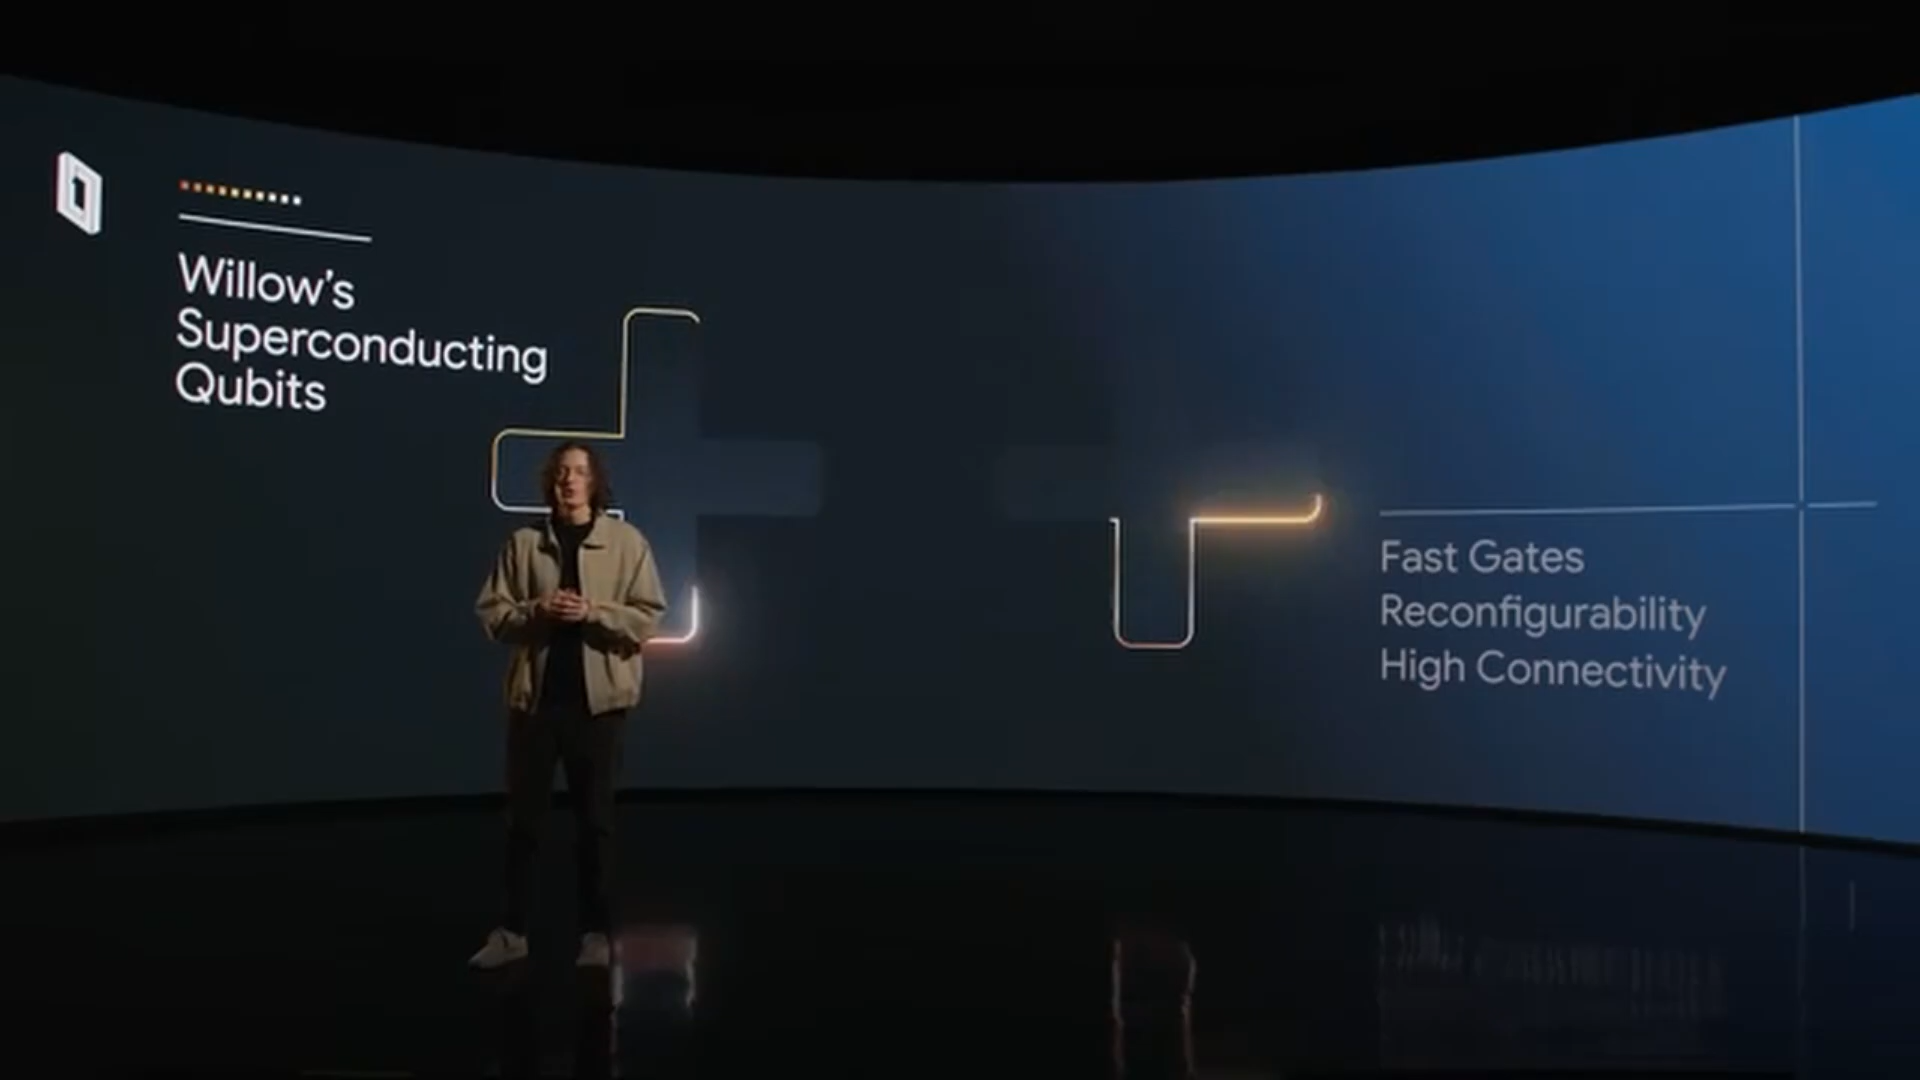 Willow's
Superconducting
Qubits
Fast Gates
Reconfigurability
High Connectivity